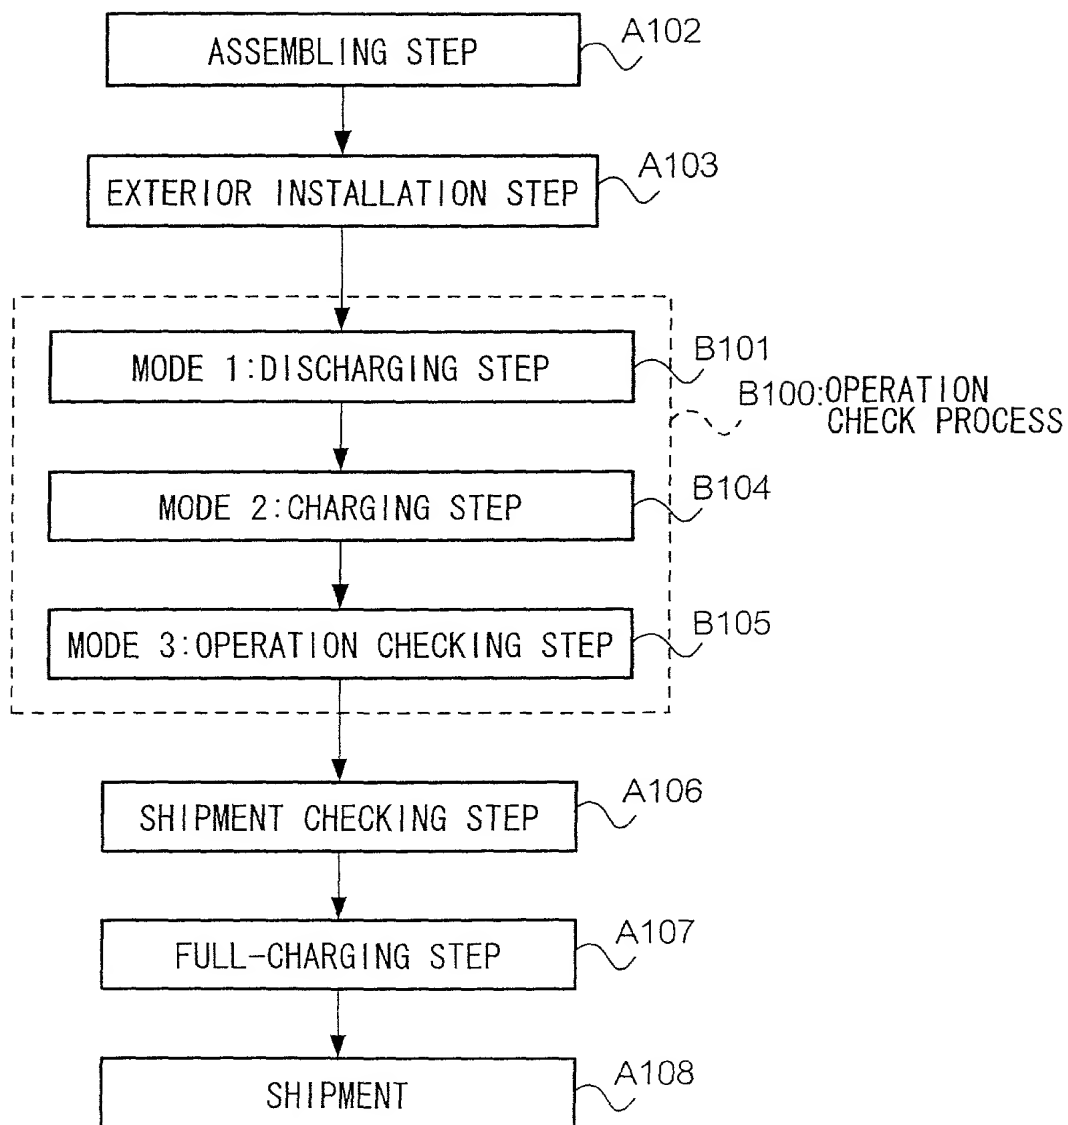 ASSEMBLING STEP
A102
EXTERIOR INSTALLATION STEP
A103
MODE 1:DISCHARGING STEP
B101
B100:OPERATION
CHECK PROCESS
MODE 2:CHARGING STEP
B104
MODE 3:OPERATION CHECKING STEP
B105
SHIPMENT CHECKING STEP
A106
FULL-CHARGING STEP
A107
SHIPMENT
A108